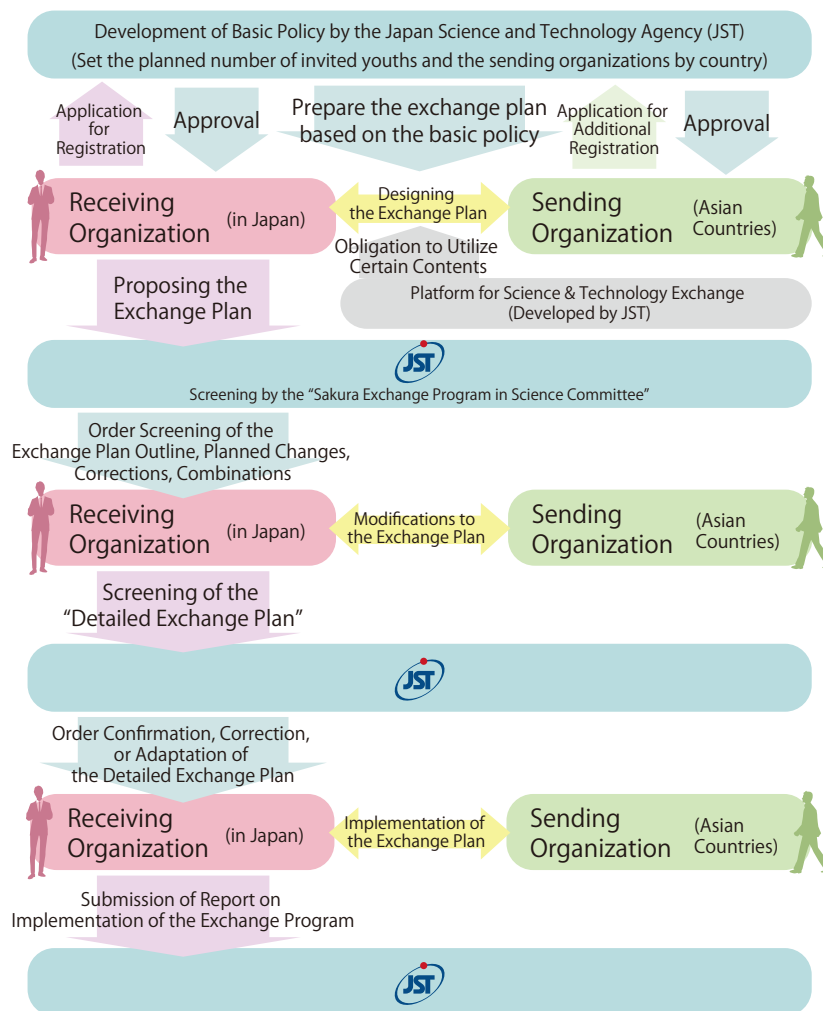 Development of Basic Policy by the Japan Science and Technology Agency (JST)
(Set the planned number of invited youths and the sending organizations by country)
Application
for
Registration
Approval
Prepare the exchange plan
based on the basic policy
Application for
Additional
Registration
Approval
Receiving
Organization (in Japan)
Designing
the Exchange Plan
Sending
Organization
(Asian
Countries)
Obligation to Utilize
Certain Contents
Platform for Science & Technology Exchange
(Developed by JST)
Proposing the
Exchange Plan
JST
Screening by the “Sakura Exchange Program in Science Committee”
Order Screening of the
Exchange Plan Outline, Planned Changes,
Corrections, Combinations
Receiving
Organization (in Japan)
Modifications to
the Exchange Plan
Sending
Organization
(Asian
Countries)
Screening of the
“Detailed Exchange Plan”
JST
Order Confirmation, Correction,
or Adaptation of
the Detailed Exchange Plan
Receiving
Organization (in Japan)
Implementation of
the Exchange Plan
Sending
Organization
(Asian
Countries)
Submission of Report on
Implementation of the Exchange Program
JST